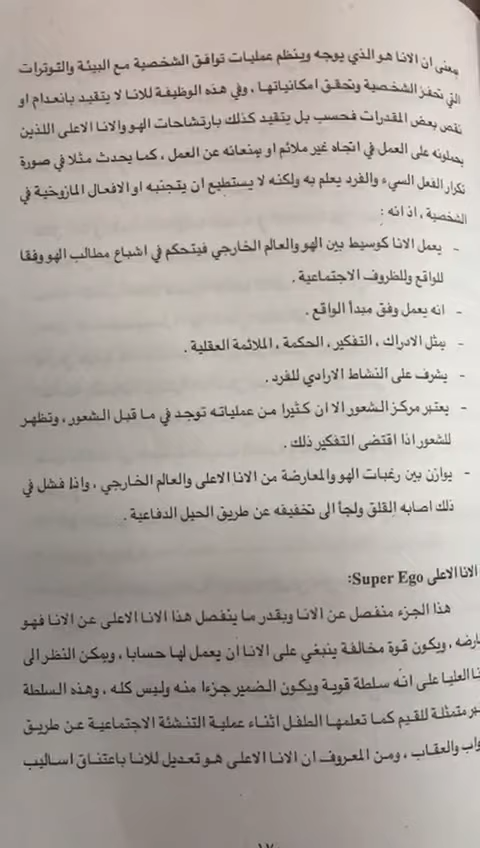 بمعنى ان الانا هو الذي يوجه وينظم عمليات توافق الشخصية مع البيئة والتوترات
التي تحفز الشخصية وتحقق امكانياتها ، وفي هذه الوظيفة للانا لا يتقيد بانعدام او
نقص بعض المقدرات فحسب بل يتقيد كذلك بارتشاحات الهو والانا الاعلى اللذين
يحملونه على العمل في اتجاه غير ملائم او يمنعانه عن العمل ، كما يحدث مثلا في صورة
تكرار الفعل السيء والفرد يعلم به ولكنه لا يستطيع ان يتجنبه او الافعال المازوخية في
الشخصية ، اذ انه :
- يعمل الانا كوسيط بين الهو والعالم الخارجي فيتحكم في اشباع مطالب الهو وفقا
للواقع وللظروف الاجتماعية .
- انه يعمل وفق مبدأ الواقع .
- يمثل الادراك ، التفكير ، الحكمة ، الملائمة العقلية .
- يشرف على النشاط الارادي للفرد .
- يعتبر مركز الشعور الا ان كثيرا من عملياته توجد في ما قبل الشعور ، وتظهر
للشعور اذا اقتضى التفكير ذلك .
- يوازن بين رغبات الهو والمعارضة من الانا الاعلى والعالم الخارجي ، واذا فشل في
ذلك اصابه القلق ولجأ الى تخفيفه عن طريق الحيل الدفاعية .
الانا الاعلى Super Ego:
هذا الجزء منفصل عن الانا وبقدر ما ينفصل هذا الانا الاعلى عن الانا فهو
، ويكون قوة مخالفة ينبغي على الانا ان يعمل لها حسابا ، ويمكن النظر الى
العليا على انه سلطة قوية ويكون الضمير جزءا منه وليس كله ، وهذه السلطة
متمثلة للقيم كما تعلمها الطفل اثناء عملية التنشئة الاجتماعية عن طريق
والعقاب ، ومن المعروف ان الانا الاعلى هو تعديل للانا باعتناق اساليب